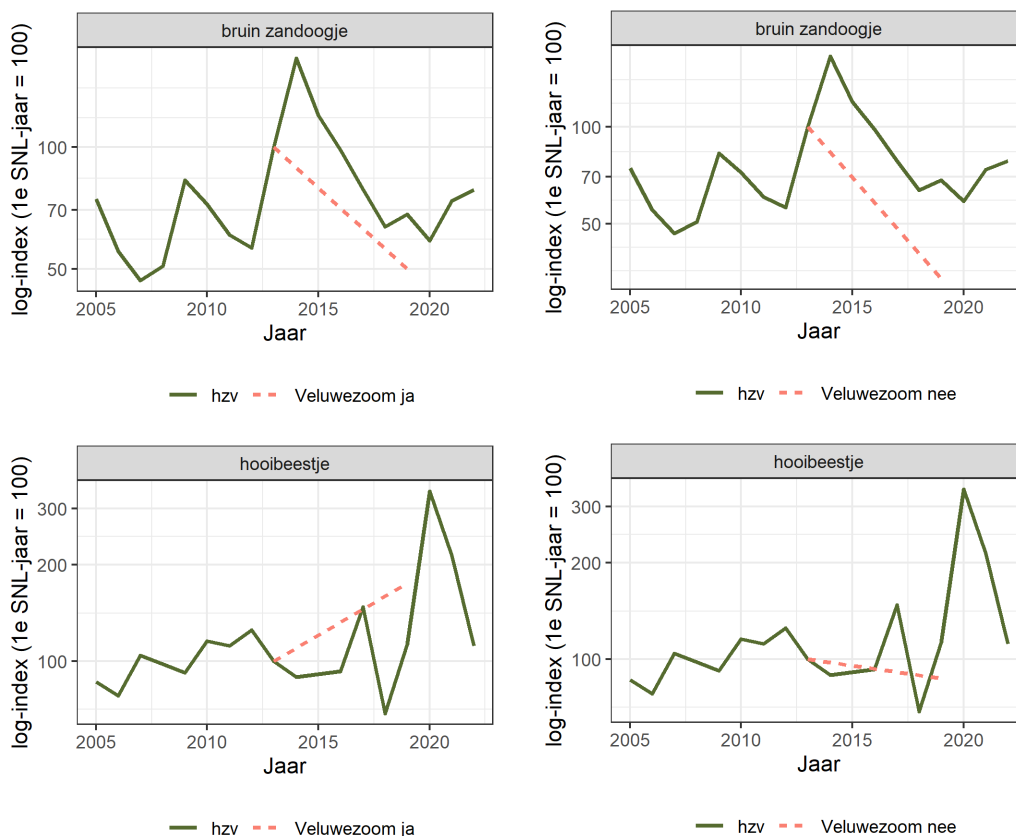 bruin zandoogje
log-index (1e SNL-jaar = 100)
100
70
50
2005 2010 2015 2020
Jaar
hzv Veluwezoom ja
bruin zandoogje
log-index (1e SNL-jaar = 100)
100
70
50
2005 2010 2015 2020
Jaar
hzv Veluwezoom nee
hooibeestje
log-index (1e SNL-jaar = 100)
300
200
100
2005 2010 2015 2020
Jaar
hzv Veluwezoom ja
hooibeestje
log-index (1e SNL-jaar = 100)
300
200
100
2005 2010 2015 2020
Jaar
hzv Veluwezoom nee